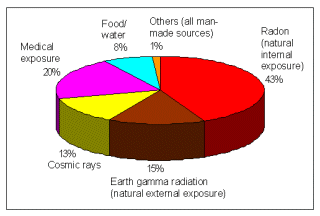 Food/
water
8%
Others (all man-
made sources)
1%
Radon
(natural
internal
exposure)
43%
Medical
exposure
20%
13%
Cosmic rays
15%
Earth gamma radiation
(natural external exposure)